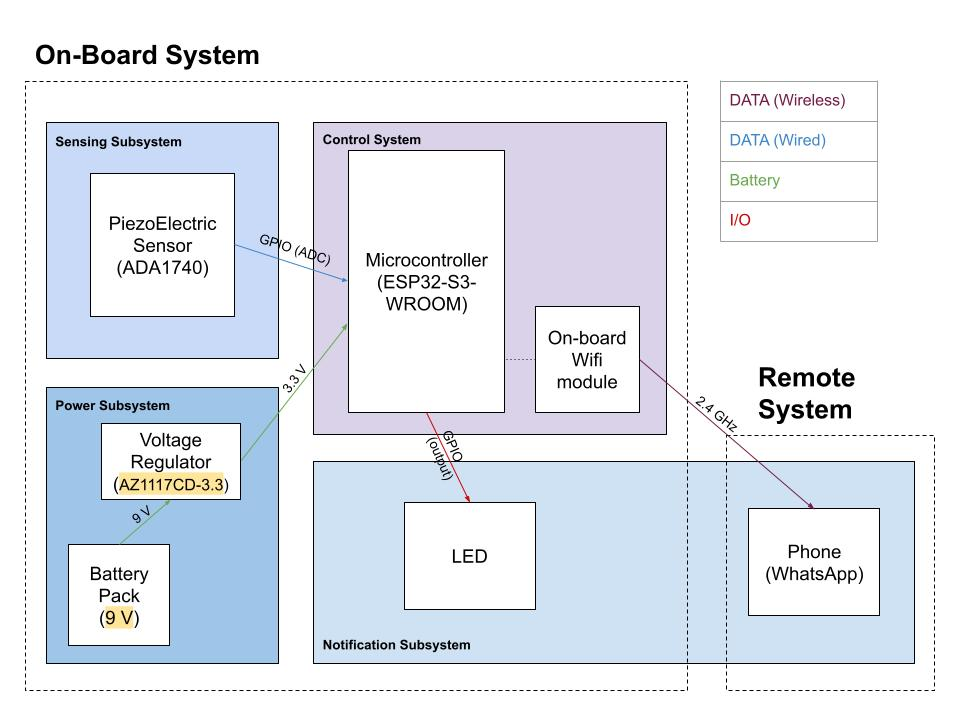 On-Board System
DATA (Wireless)
DATA (Wired)
Battery
I/O
Sensing Subsystem
PiezoElectric
Sensor
(ADA1740)
GPIO (ADC)
Control System
Microcontroller
(ESP32-S3-
WROOM)
On-board
Wifi
module
Power Subsystem
Voltage
Regulator
(AZ1117CD-3.3)
3.3 V
9 V
Battery
Pack
(9 V)
GPIO
(output)
2.4 GHz
Remote
System
LED
Phone
(WhatsApp)
Notification Subsystem